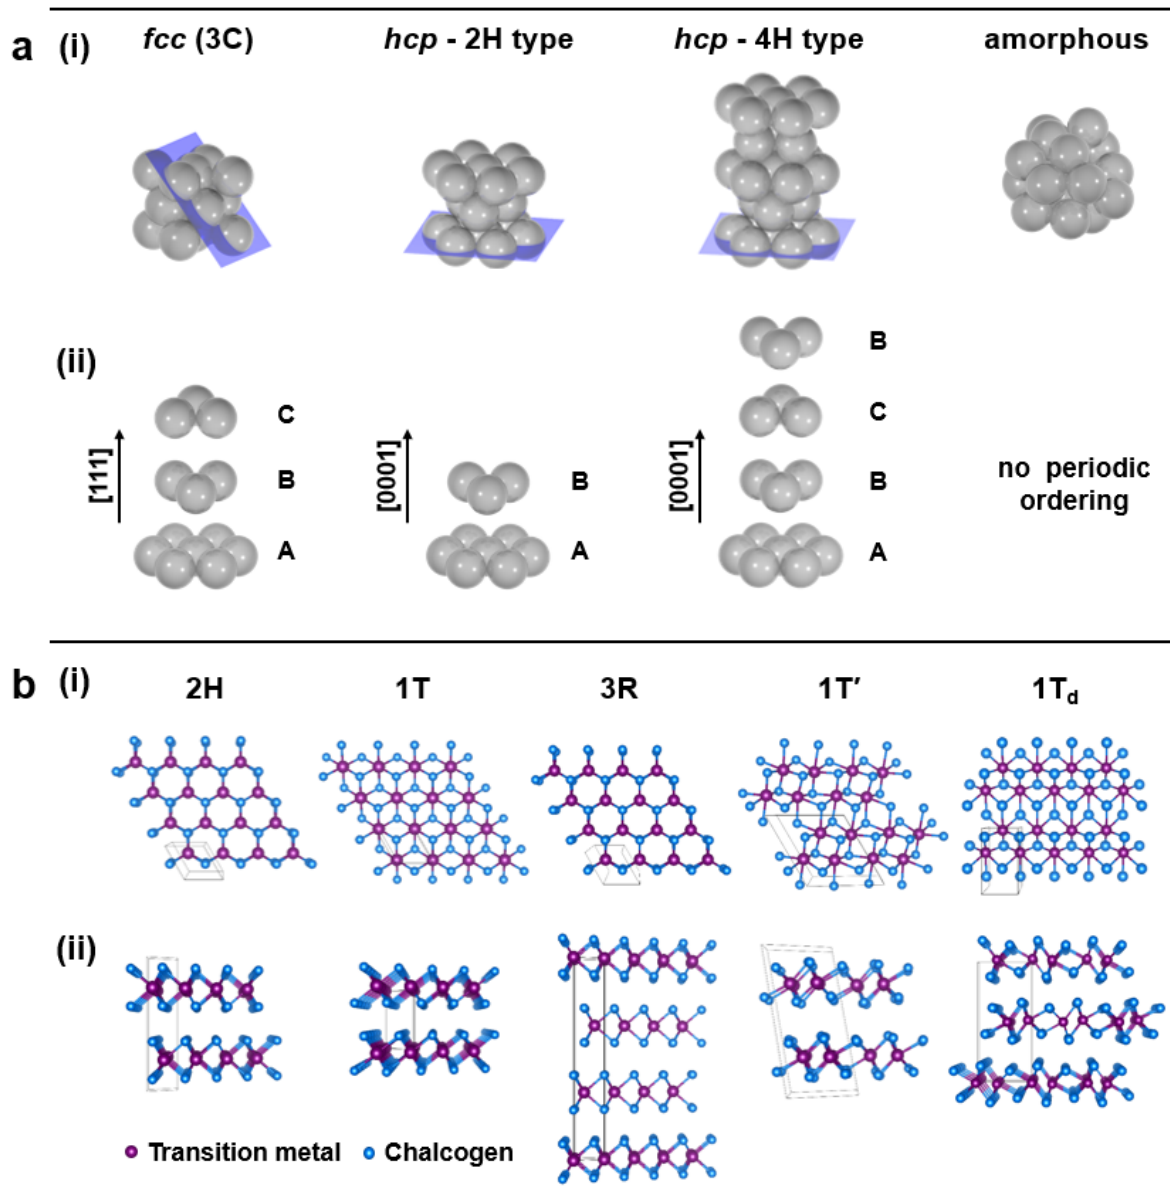 a (i) fcc (3C) hcp - 2H type hcp - 4H type amorphous
(ii)
B
C C
[111] B [0001] B [0001] B no periodic
ordering
A A A
b (i) 2H 1T 3R 1T′ 1Td
(ii)
Transition metal Chalcogen